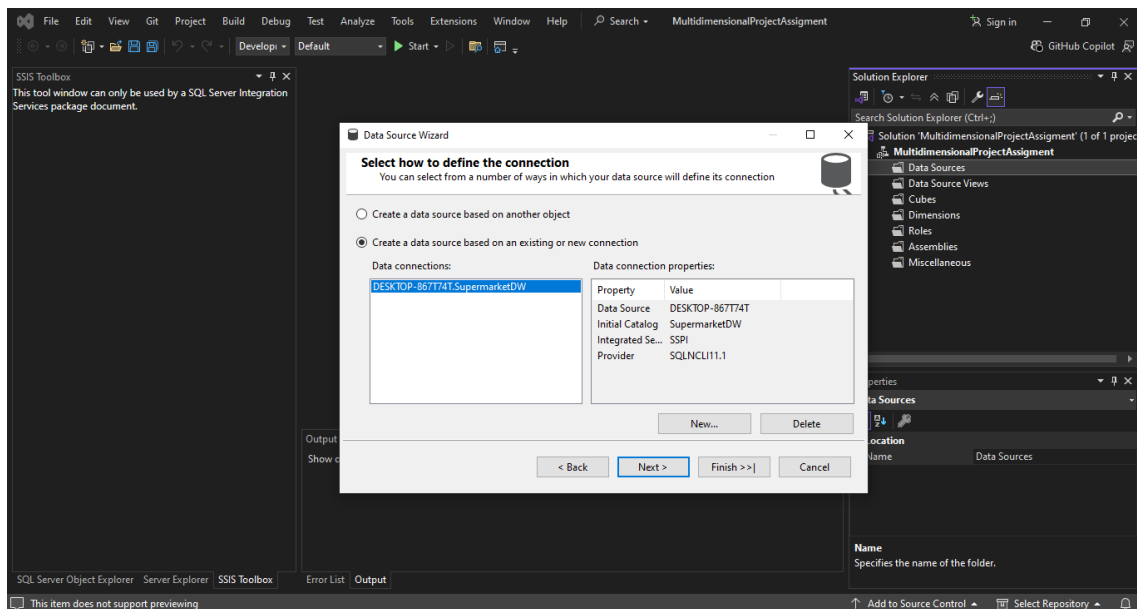 File Edit View Git Project Build Debug Test Analyze Tools Extensions Window Help Search MultidimensionalProjectAssigment Sign in
Developi Default Start GitHub Copilot
SSIS Toolbox
This tool window can only be used by a SQL Server Integration
Services package document.
Data Source Wizard
Select how to define the connection
You can select from a number of ways in which your data source will define its connection
Create a data source based on another object
Create a data source based on an existing or new connection
Data connections:
DESKTOP-867T74T.SupermarketDW
Data connection properties:
Property Value
Data Source DESKTOP-867T74T
Initial Catalog SupermarketDW
Integrated Se... SSPI
Provider SQLNCLI11.1
New... Delete
< Back Next > Finish >>| Cancel
Output
Show c
Solution Explorer
Search Solution Explorer (Ctrl+;)
Solution 'MultidimensionalProjectAssigment' (1 of 1 projec
MultidimensionalProjectAssigment
Data Sources
Data Source Views
Cubes
Dimensions
Roles
Assemblies
Miscellaneous
perties
ta Sources
ocation
Name Data Sources
Name
Specifies the name of the folder.
SQL Server Object Explorer Server Explorer SSIS Toolbox Error List Output
This item does not support previewing Add to Source Control Select Repository